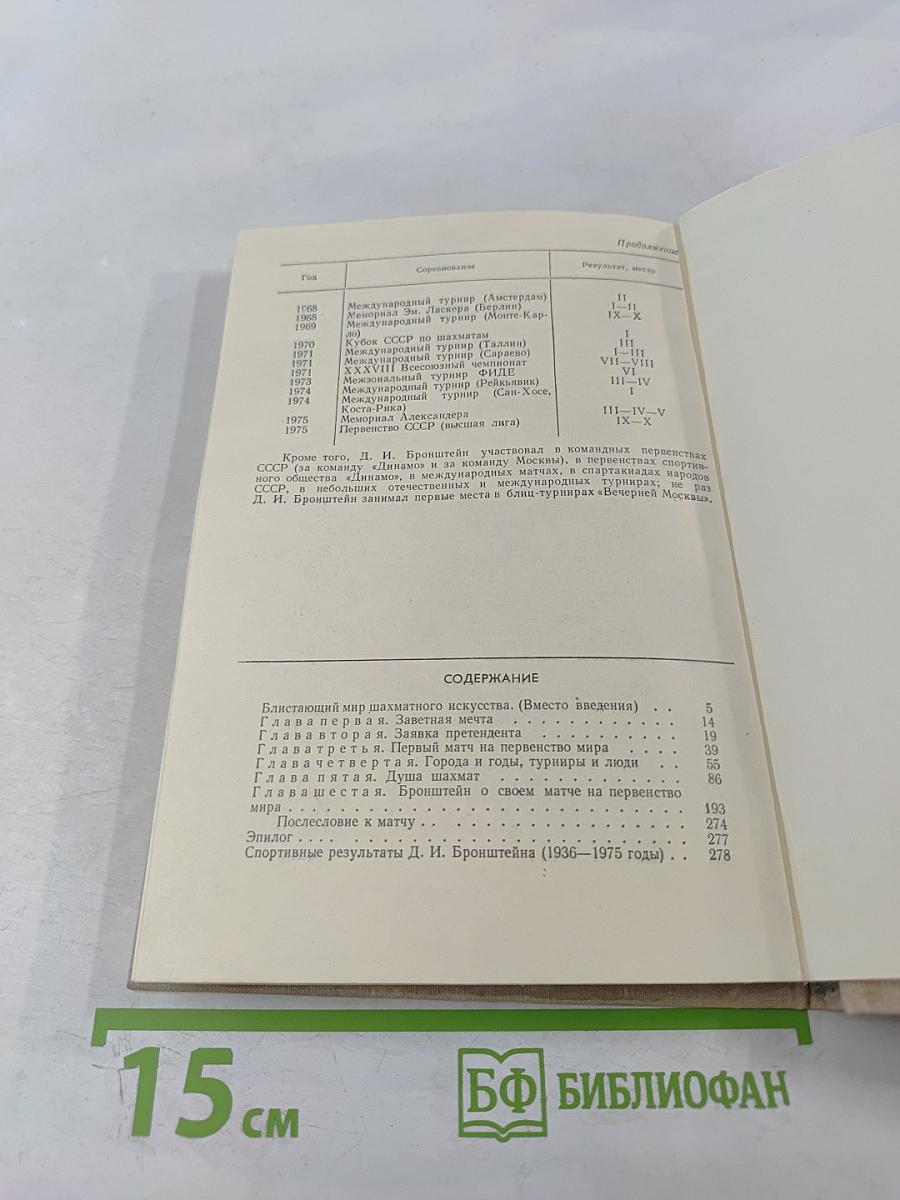 Продолжение
Год Соревнование Результат, место
1968 Международный турнир (Амстердам) II
1968 Мемориал Эм. Ласкера (Берлин) I—II
1969 Международный турнир (Монте-Кар- IX—X
ло)
1970 Кубок СССР по шахматам I
1971 Международный турнир (Таллин) III
1971 Международный турнир (Сараево) I—III
1971 XXXVIII Всесоюзный чемпионат VII—VIII
1973 Межзональный турнир ФИДЕ VI
1974 Международный турнир (Рейкьявик) III—IV
1974 Международный турнир (Сан-Хосе, I
Коста-Рика)
1975 Мемориал Александера III—IV—V
1975 Первенство СССР (высшая лига) IX—X
Кроме того, Д. И. Бронштейн участвовал в командных первенствах
СССР (за команду «Динамо» и за команду Москвы), в первенствах спортив-
ного общества «Динамо», в международных матчах, в спартакиадах народов
СССР, в небольших отечественных и международных турнирах; не раз
Д. И. Бронштейн занимал первые места в блиц-турнирах «Вечерней Москвы».
СОДЕРЖАНИЕ
Блистающий мир шахматного искусства. (Вместо введения) . . 5
Глава первая. Заветная мечта . . . . . . . . . . . . 14
Глава вторая. Заявка претендента . . . . . . . . . . 19
Глава третья. Первый матч на первенство мира . . . . 39
Глава четвертая. Города и годы, турниры и люди . . 55
Глава пятая. Душа шахмат . . . . . . . . . . . . . 86
Глава шестая. Бронштейн о своем матче на первенство
мира . . . . . . . . . . . . . . . . . . . . . . . . . . . . 193
Послесловие к матчу . . . . . . . . . . . . . . . . . . 274
Эпилог . . . . . . . . . . . . . . . . . . . . . . . . . . . 277
Спортивные результаты Д. И. Бронштейна (1936—1975 годы) . . 278
15 см
БФ БИБЛИОФАН